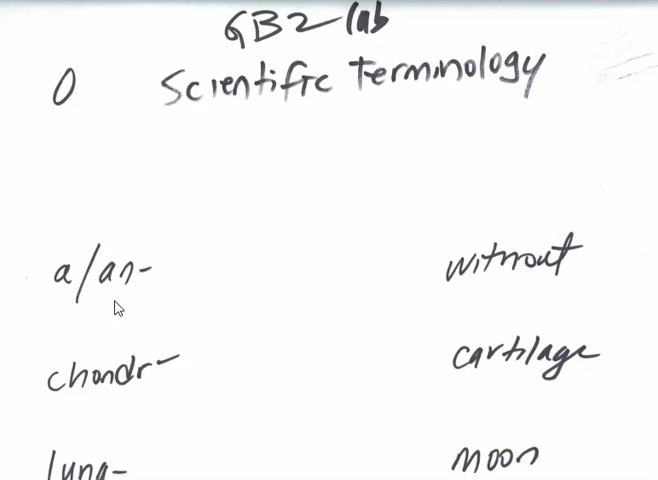 GB2 lab
0 Scientific Terminology
a/an- without
chondr- cartilage
luna- moon